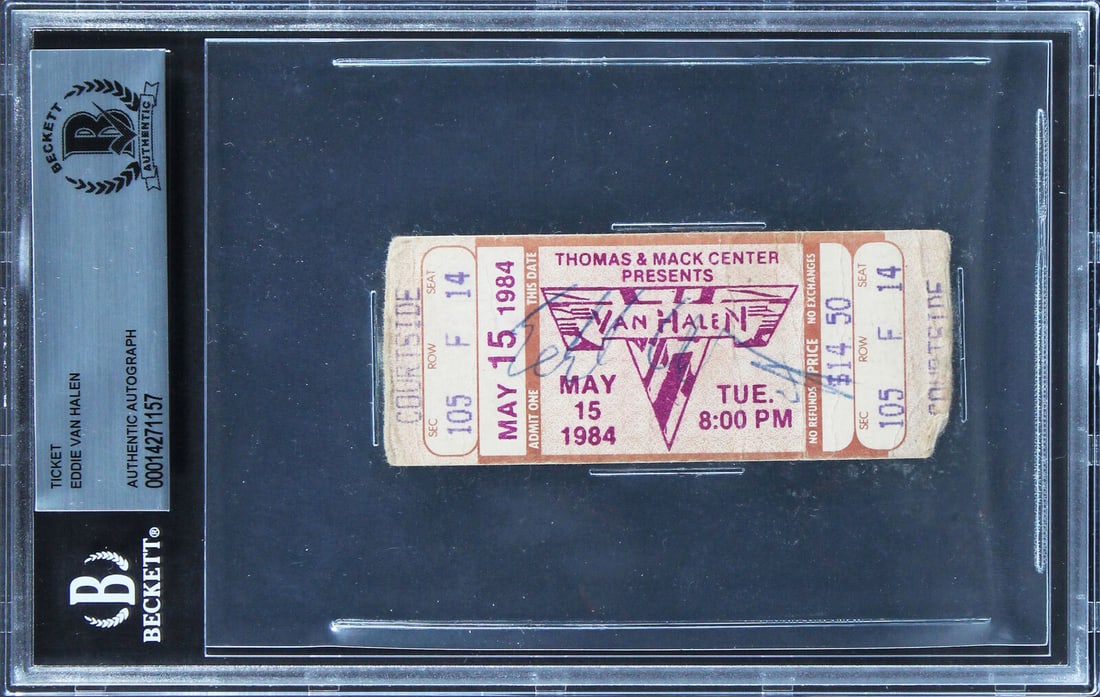 BECKETT
B
AUTHENTIC
TICKET
EDDIE VAN HALEN
AUTHENTIC AUTOGRAPH
00014271157
B
BECKETT®
COURTSIDE
SEC 105 ROW F SEAT 14
MAY 15 1984
ADMIT ONE THIS DATE
THOMAS & MACK CENTER
PRESENTS
VAN HALEN
MAY
15
1984
TUE.
8:00 PM
NO REFUNDS NO EXCHANGES
PRICE $14 50
SEC 105 ROW F SEAT 14
COURTSIDE